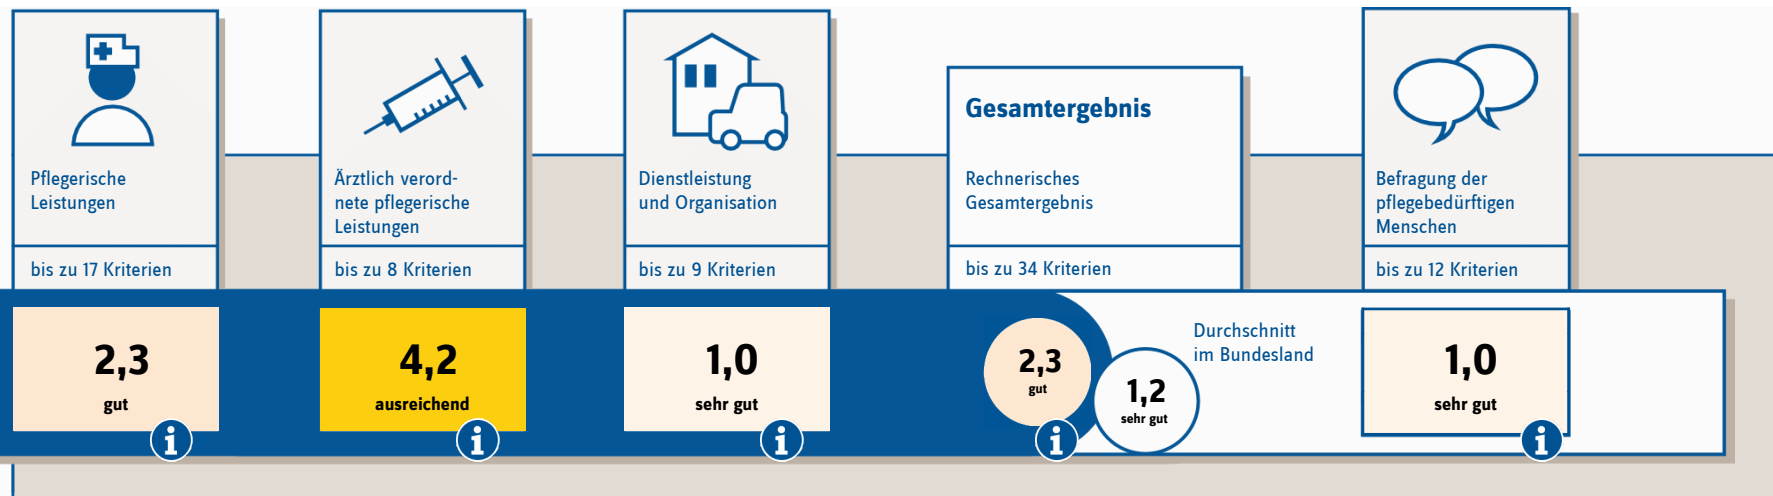 Pflegerische
Leistungen
bis zu 17 Kriterien
2,3
gut
i
Ärztlich verord-
nete pflegerische
Leistungen
bis zu 8 Kriterien
4,2
ausreichend
i
Dienstleistung
und Organisation
bis zu 9 Kriterien
1,0
sehr gut
i
Gesamtergebnis
Rechnerisches
Gesamtergebnis
bis zu 34 Kriterien
2,3
gut
i
1,2
sehr gut
Durchschnitt
im Bundesland
Befragung der
pflegebedürftigen
Menschen
bis zu 12 Kriterien
1,0
sehr gut
i